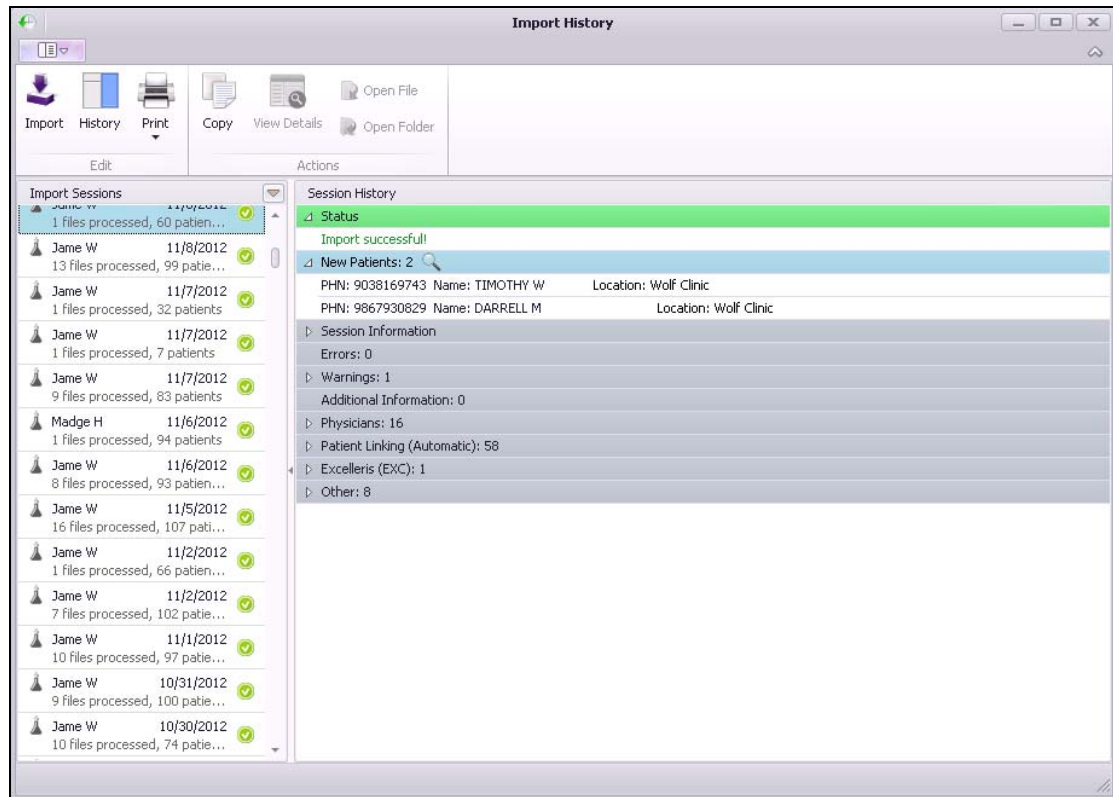 Import History
Import History Print Copy View Details Open File
Open Folder
Edit Actions
Import Sessions
1 files processed, 60 patien...
Jame W 11/8/2012
13 files processed, 99 patie...
Jame W 11/7/2012
1 files processed, 32 patients
Jame W 11/7/2012
1 files processed, 7 patients
Jame W 11/7/2012
9 files processed, 83 patients
Madge H 11/6/2012
1 files processed, 94 patients
Jame W 11/6/2012
8 files processed, 93 patien...
Jame W 11/5/2012
16 files processed, 107 pati...
Jame W 11/2/2012
1 files processed, 66 patien...
Jame W 11/2/2012
7 files processed, 102 patie...
Jame W 11/1/2012
10 files processed, 97 patie...
Jame W 10/31/2012
9 files processed, 100 patie...
Jame W 10/30/2012
10 files processed, 74 patie...
Session History
Status
Import successful!
New Patients: 2
PHN: 9038169743 Name: TIMOTHY W Location: Wolf Clinic
PHN: 9867930829 Name: DARRELL M Location: Wolf Clinic
Session Information
Errors: 0
Warnings: 1
Additional Information: 0
Physicians: 16
Patient Linking (Automatic): 58
Excelleris (EXC): 1
Other: 8